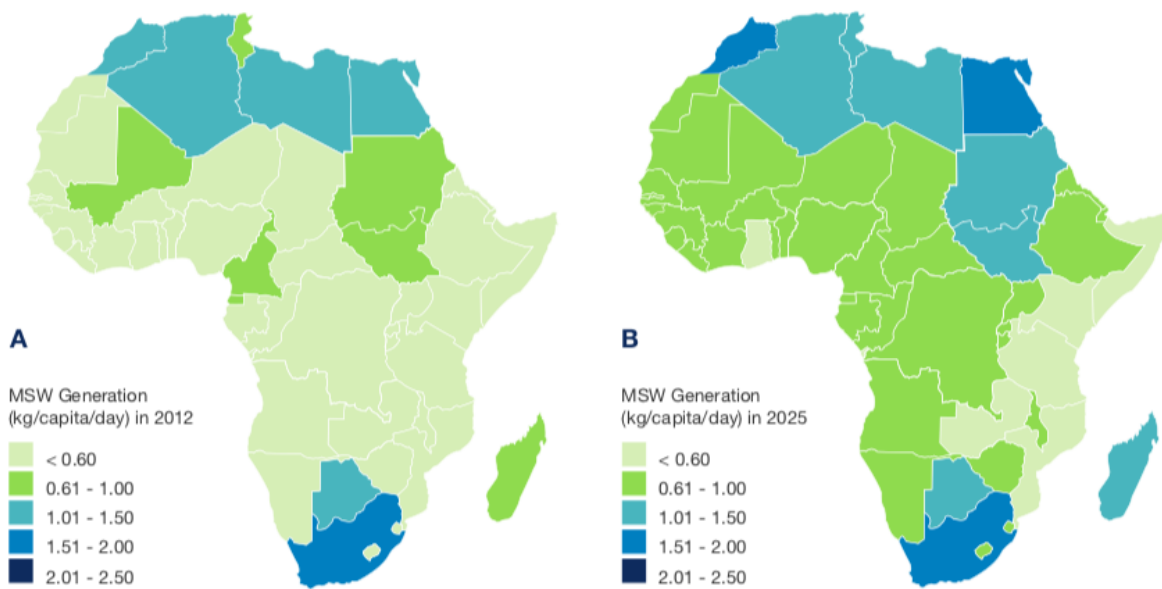 A
MSW Generation
(kg/capita/day) in 2012
< 0.60
0.61 - 1.00
1.01 - 1.50
1.51 - 2.00
2.01 - 2.50
B
MSW Generation
(kg/capita/day) in 2025
< 0.60
0.61 - 1.00
1.01 - 1.50
1.51 - 2.00
2.01 - 2.50